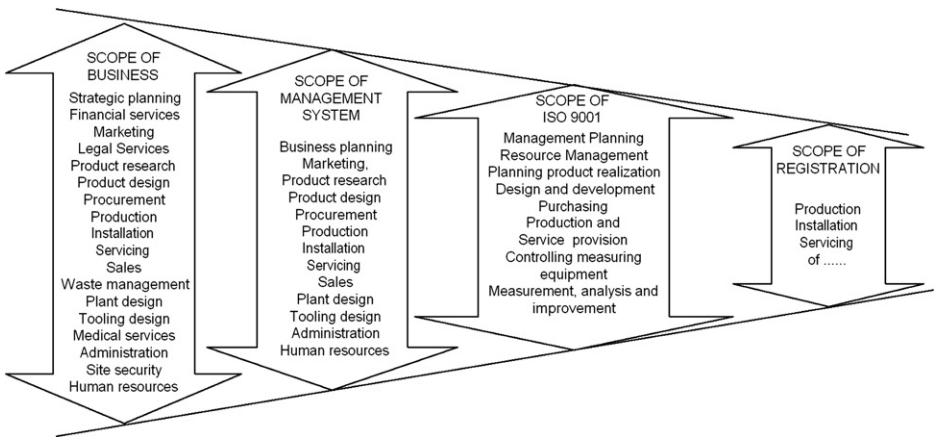 SCOPE OF
BUSINESS
Strategic planning
Financial services
Marketing
Legal Services
Product research
Product design
Procurement
Production
Installation
Servicing
Sales
Waste management
Plant design
Tooling design
Medical services
Administration
Site security
Human resources
SCOPE OF
MANAGEMENT
SYSTEM
Business planning
Marketing,
Product research
Product design
Procurement
Production
Installation
Servicing
Sales
Plant design
Tooling design
Administration
Human resources
SCOPE OF
ISO 9001
Management Planning
Resource Management
Planning product realization
Design and development
Purchasing
Production and
Service provision
Controlling measuring
equipment
Measurement, analysis and
improvement
SCOPE OF
REGISTRATION
Production
Installation
Servicing
of ......